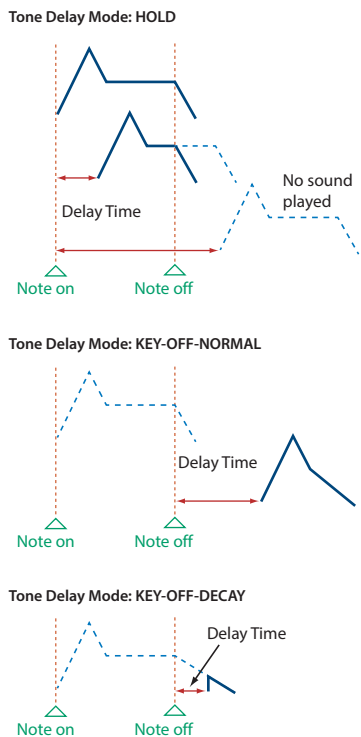 Tone Delay Mode: HOLD
No sound
played
Delay Time
Note on
Note off
Tone Delay Mode: KEY-OFF-NORMAL
Delay Time
Note on
Note off
Tone Delay Mode: KEY-OFF-DECAY
Delay Time
Note on
Note off